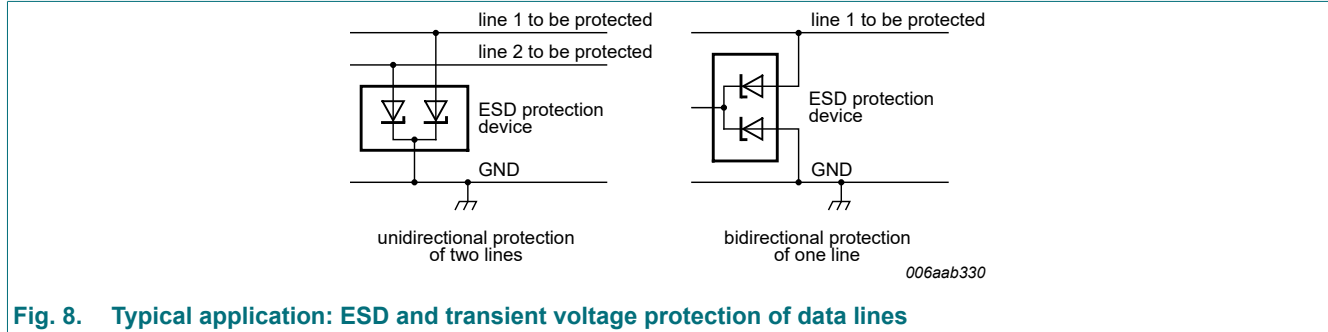 line 1 to be protected
line 2 to be protected
ESD protection
device
GND
unidirectional protection
of two lines
line 1 to be protected
ESD protection
device
GND
bidirectional protection
of one line
006aab330
Fig. 8. Typical application: ESD and transient voltage protection of data lines